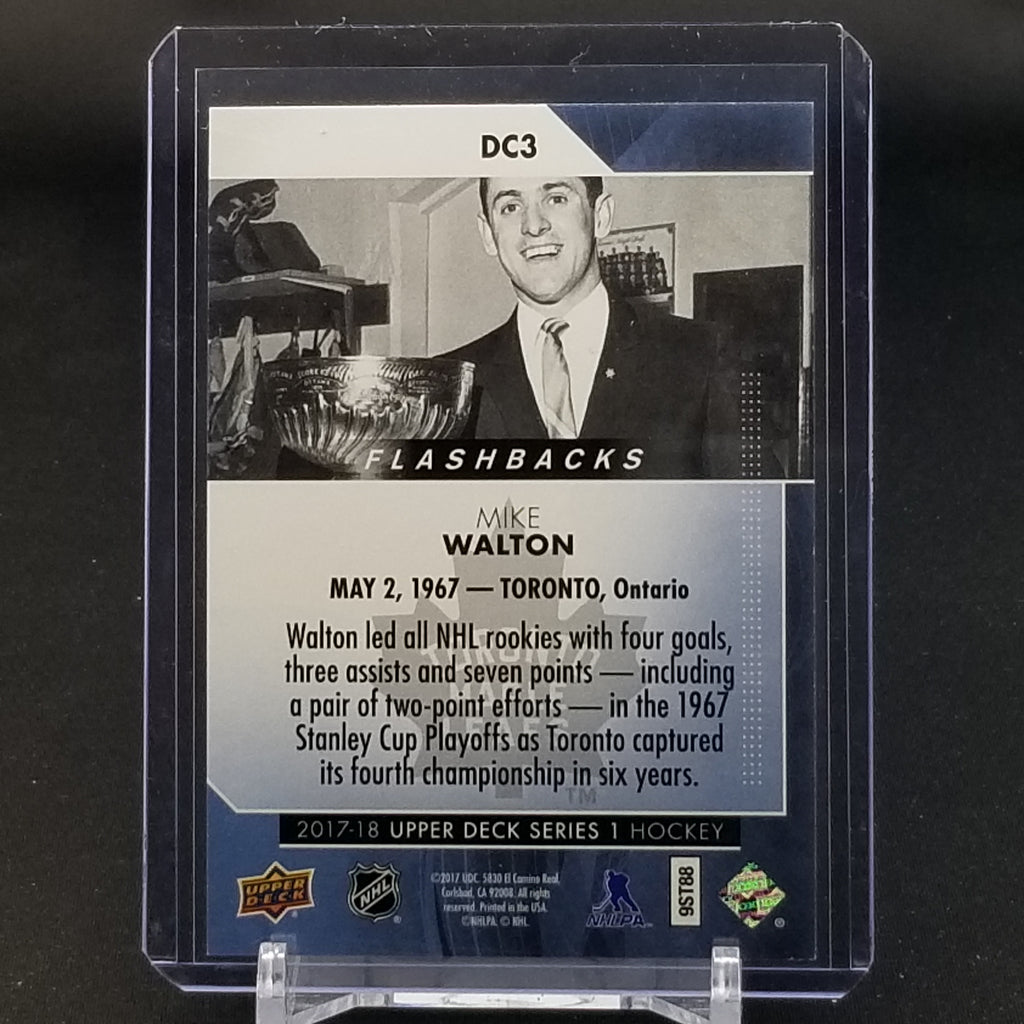 DC3
FLASHBACKS
MIKE
WALTON
MAY 2, 1967 — TORONTO, Ontario
Walton led all NHL rookies with four goals,
three assists and seven points — including
a pair of two-point efforts — in the 1967
Stanley Cup Playoffs as Toronto captured
its fourth championship in six years.
TM
2017-18 UPPER DECK SERIES 1 HOCKEY
UPPER
DECK
NHL
©2017 UDC. 5830 El Camino Real,
Carlsbad, CA 92008. All rights
reserved. Printed in the USA.
©NHLPA. © NHL.
NHLPA
9ST88